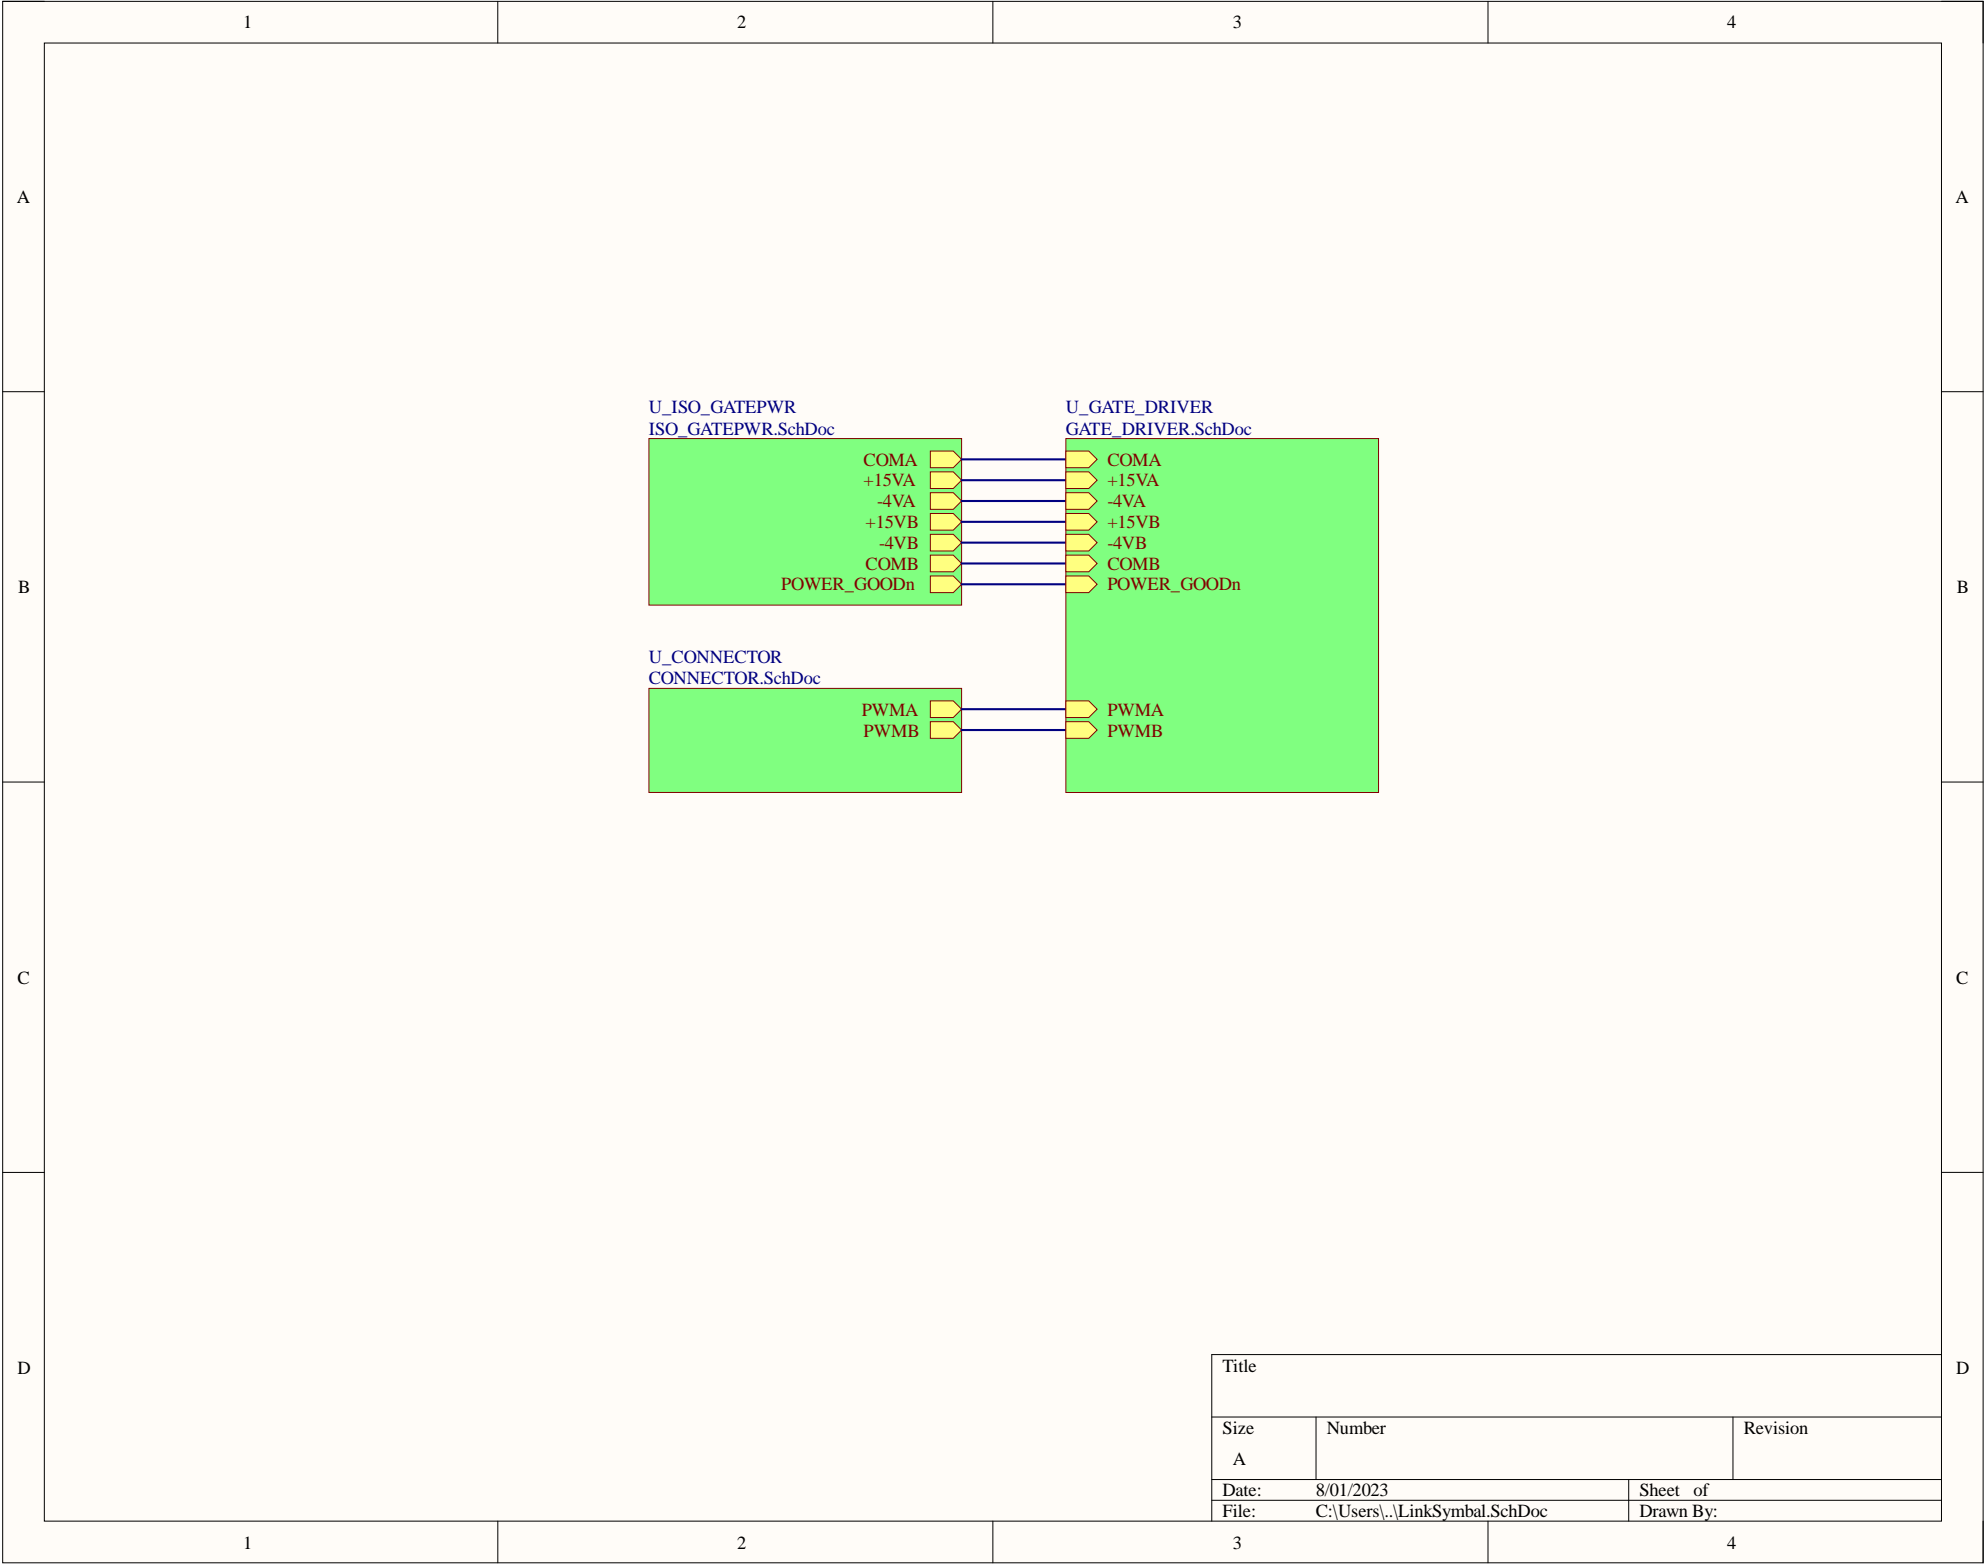 1 2 3 4
A A
U_ISO_GATEPWR U_GATE_DRIVER
ISO_GATEPWR.SchDoc GATE_DRIVER.SchDoc
COMA COMA
+15VA +15VA
-4VA -4VA
+15VB +15VB
-4VB -4VB
COMB COMB
POWER_GOODn POWER_GOODn
B B
U_CONNECTOR
CONNECTOR.SchDoc
PWMA PWMA
PWMB PWMB
C C
D D
Title
Size Number Revision
A
Date: 8/01/2023 Sheet of
File: C:\Users\..\LinkSymbal.SchDoc Drawn By:
1 2 3 4